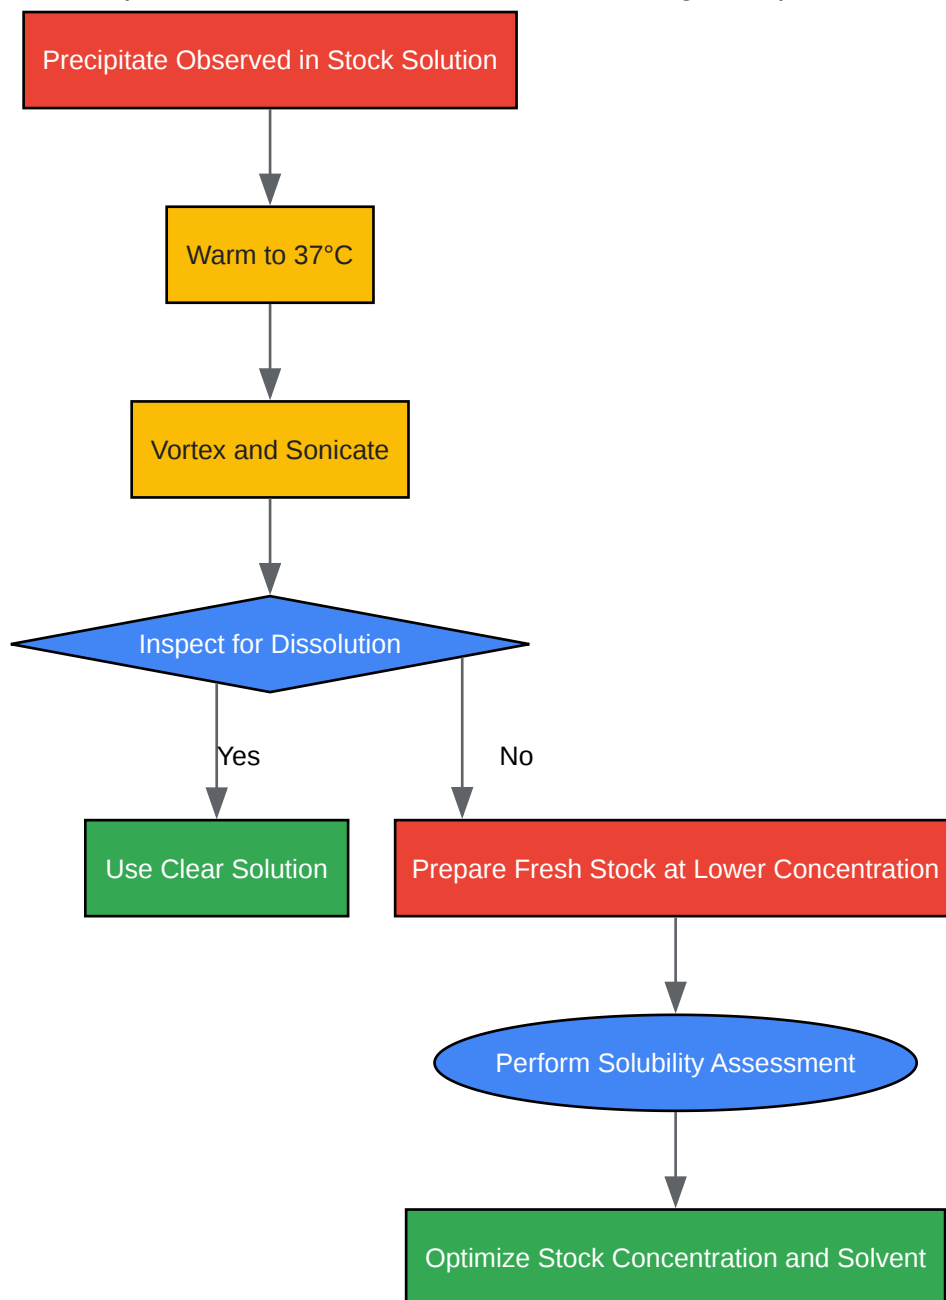 Precipitate Observed in Stock Solution
Warm to 37°C
Vortex and Sonicate
Inspect for Dissolution
Yes
No
Use Clear Solution
Prepare Fresh Stock at Lower Concentration
Perform Solubility Assessment
Optimize Stock Concentration and Solvent